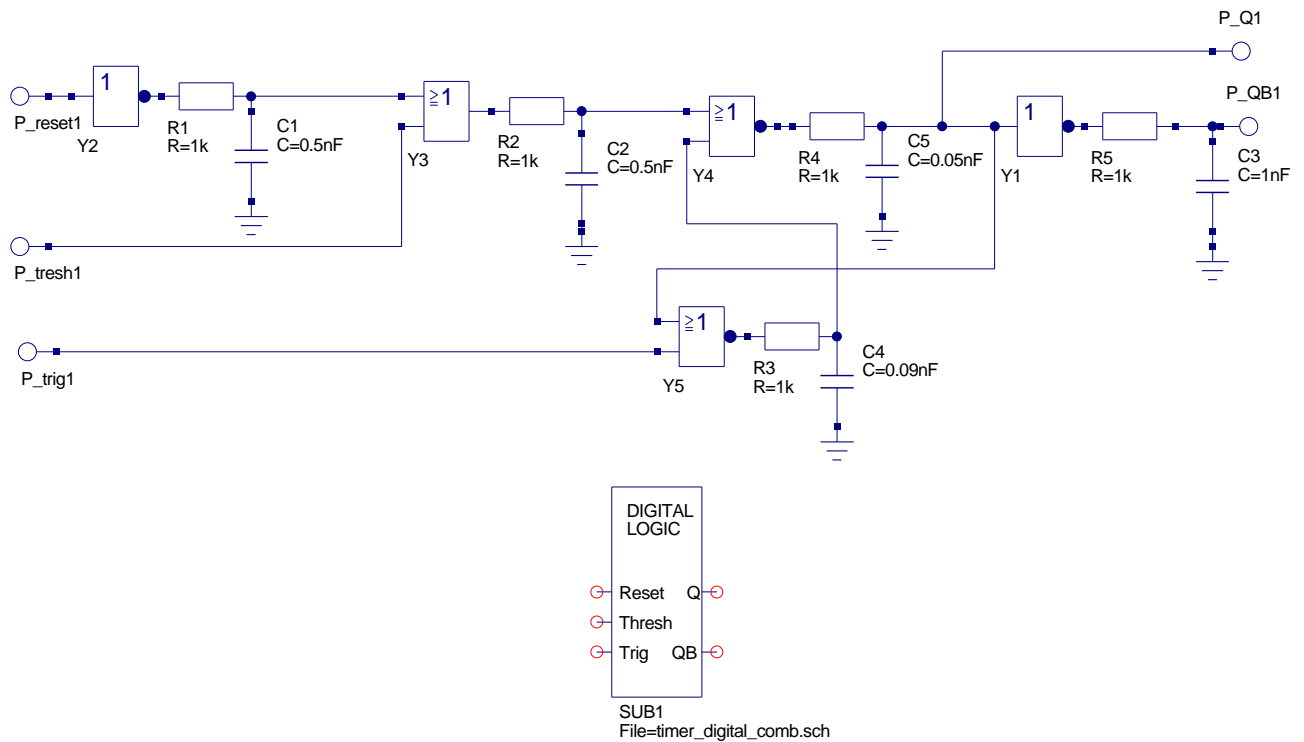 P_Q1
P_reset1
1
Y2
R1
R=1k
C1
C=0.5nF
≥1
Y3
R2
R=1k
C2
C=0.5nF
≥1
Y4
R4
R=1k
C5
C=0.05nF
1
Y1
R5
R=1k
P_QB1
C3
C=1nF
P_tresh1
P_trig1
≥1
Y5
R3
R=1k
C4
C=0.09nF
DIGITAL
LOGIC
Reset Q
Thresh
Trig QB
SUB1
File=timer_digital_comb.sch